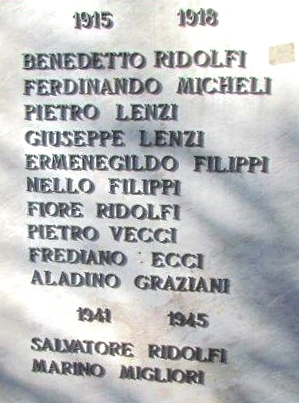 1915 1918
BENEDETTO RIDOLFI
FERDINANDO MICHELI
PIETRO LENZI
GIUSEPPE LENZI
ERMENEGILDO FILIPPI
NELLO FILIPPI
FIORE RIDOLFI
PIETRO VECCI
FREDIANO ECCI
ALADINO GRAZIANI
1941 1945
SALVATORE RIDOLFI
MARINO MIGLIORI